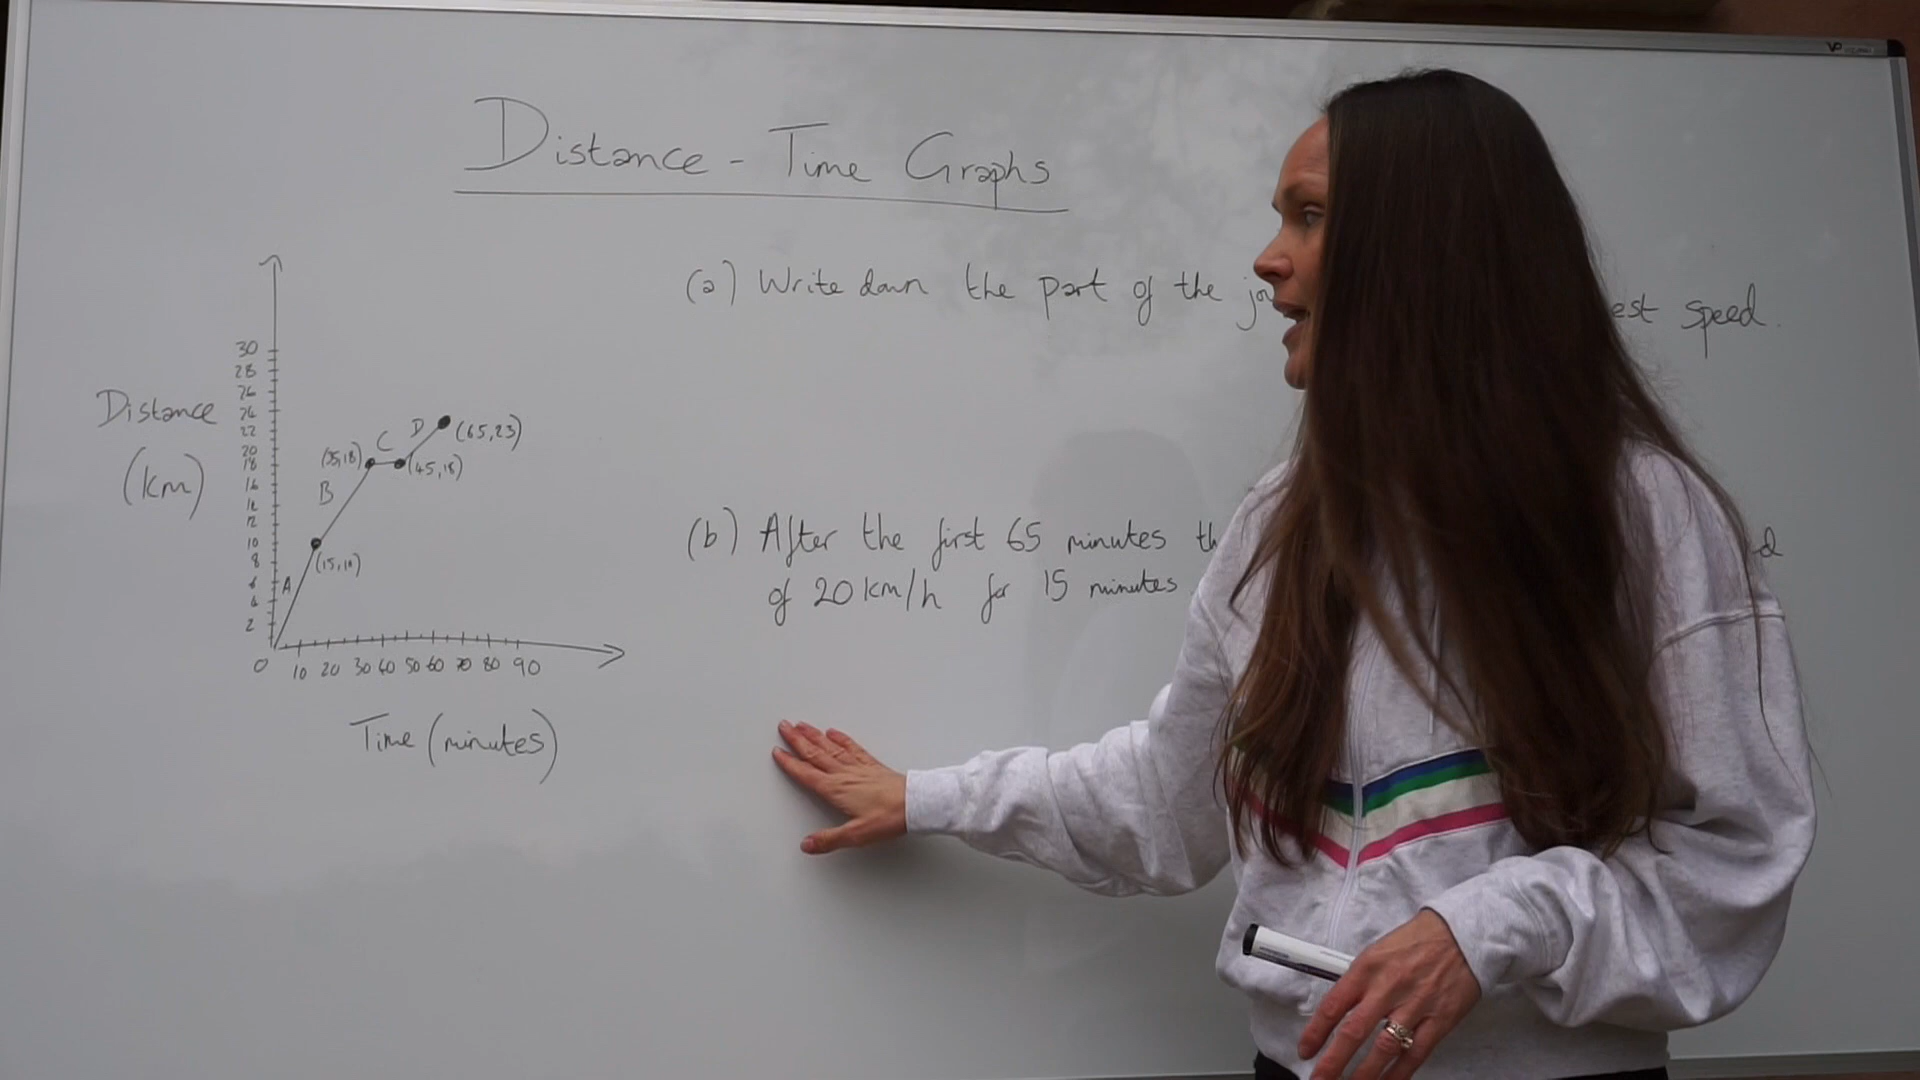 Distance - Time Graphs
(a) Write down the part of the jo
est speed.
30
28
26
24
22
20
18
16
14
12
10
8
6
4
2
0
Distance
(km)
A
B
C
D
(15,10)
(35,18)
(45,18)
(65,23)
10 20 30 40 50 60 70 80 90
Time (minutes)
(b) After the first 65 minutes th
of 20 km/h for 15 minutes